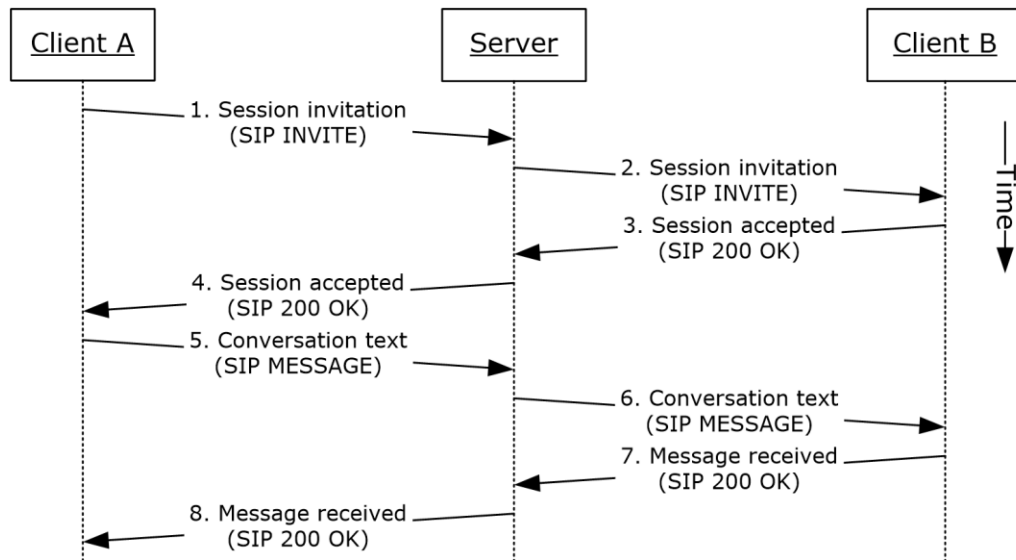 Client A
Server
Client B
1. Session invitation
(SIP INVITE)
2. Session invitation
(SIP INVITE)
Time
3. Session accepted
(SIP 200 OK)
4. Session accepted
(SIP 200 OK)
5. Conversation text
(SIP MESSAGE)
6. Conversation text
(SIP MESSAGE)
7. Message received
(SIP 200 OK)
8. Message received
(SIP 200 OK)